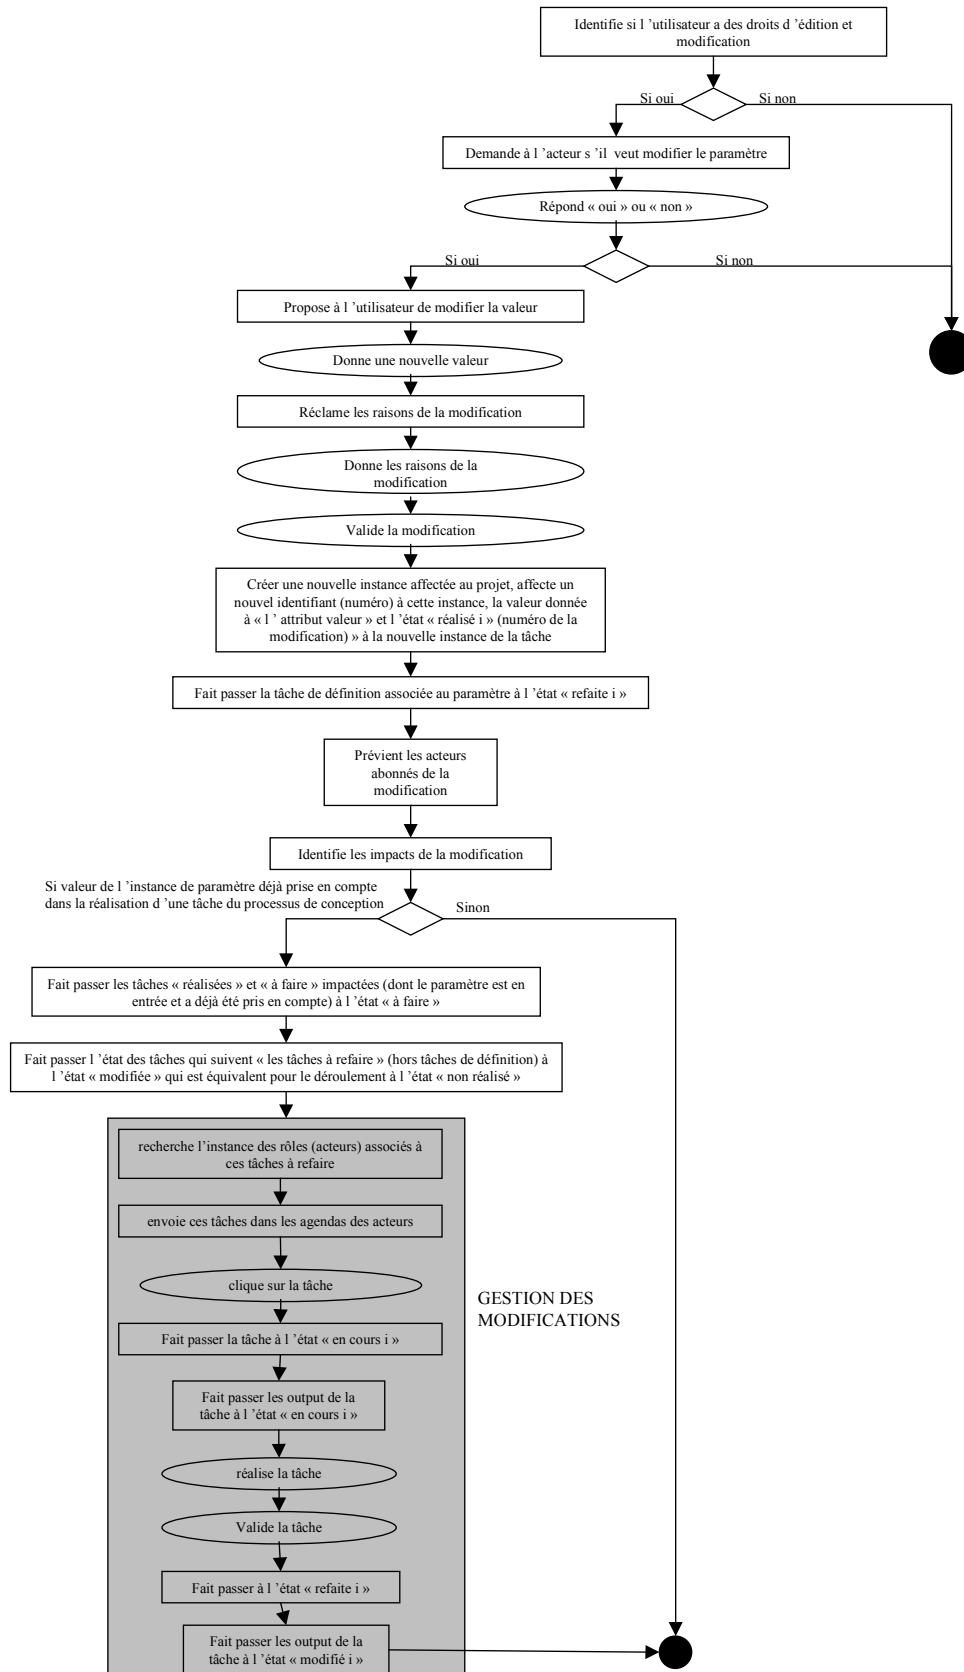 Identifie si l ’utilisateur a des droits d ’édition et
modification
Si oui
Si non
Demande à l ’acteur s ’il  veut modifier le paramètre
Répond « oui » ou « non »
Si oui
Si non
Propose à l ’utilisateur de modifier la valeur
Donne une nouvelle valeur
Réclame les raisons de la modification
Donne les raisons de la
modification
Valide la modification
Créer une nouvelle instance affectée au projet, affecte un
nouvel identifiant (numéro) à cette instance, la valeur donnée
à « l ’ attribut valeur » et l ’état « réalisé i » (numéro de la
modification) » à la nouvelle instance de la tâche
Fait passer la tâche de définition associée au paramètre à l ’état « refaite i »
Prévient les acteurs
abonnés de la
modification
Identifie les impacts de la modification
Si valeur de l ’instance de paramètre déjà prise en compte
dans la réalisation d ’une tâche du processus de conception
Sinon
Fait passer les tâches « réalisées » et « à faire » impactées (dont le paramètre est en
entrée et a déjà été pris en compte) à l ’état « à faire »
Fait passer l ’état des tâches qui suivent « les tâches à refaire » (hors tâches de définition) à
l ’état « modifiée » qui est équivalent pour le déroulement à l ’état « non réalisé »
recherche l’instance des rôles (acteurs) associés à
ces tâches à refaire
envoie ces tâches dans les agendas des acteurs
clique sur la tâche
GESTION DES
MODIFICATIONS
Fait passer la tâche à l ’état « en cours i »
Fait passer les output de la
tâche à l ’état « en cours i »
réalise la tâche
Valide la tâche
Fait passer à l ’état « refaite i »
Fait passer les output de la
tâche à l ’état « modifié i »